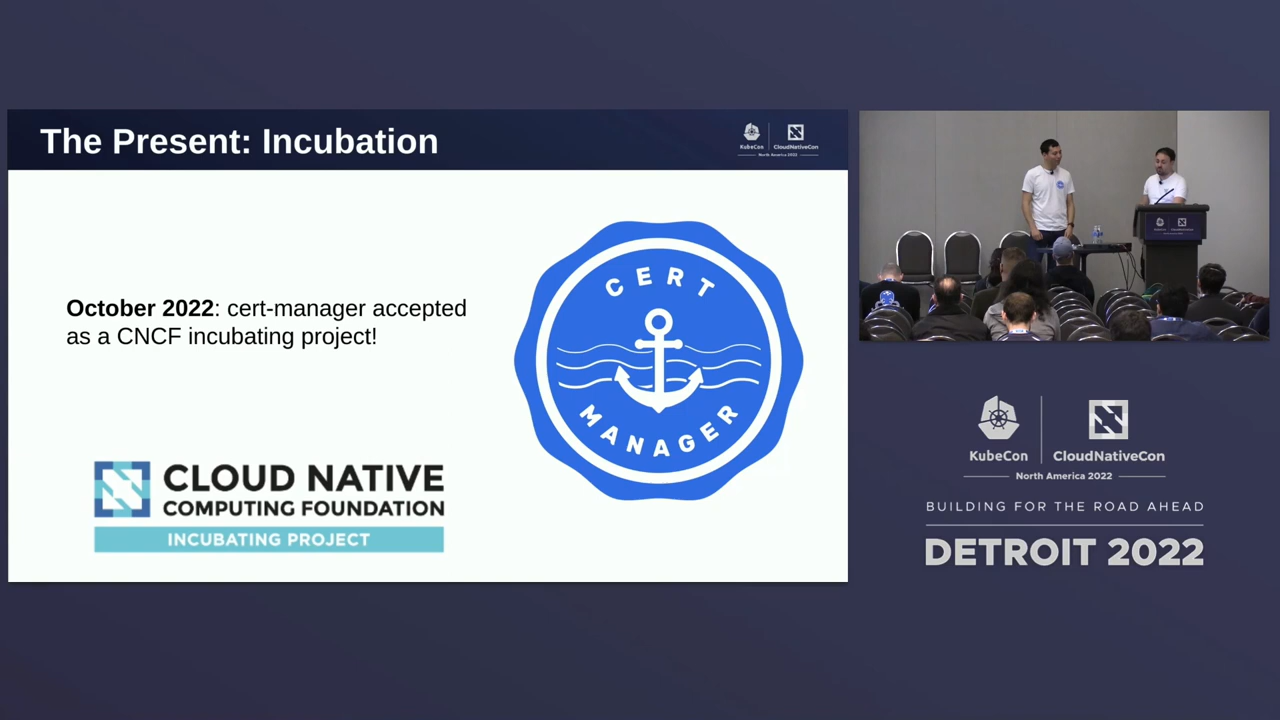 The Present: Incubation
KubeCon
CloudNativeCon
North America 2022
October 2022: cert-manager accepted
as a CNCF incubating project!
CERT
MANAGER
CLOUD NATIVE
COMPUTING FOUNDATION
INCUBATING PROJECT
KubeCon
CloudNativeCon
North America 2022
BUILDING FOR THE ROAD AHEAD
DETROIT 2022